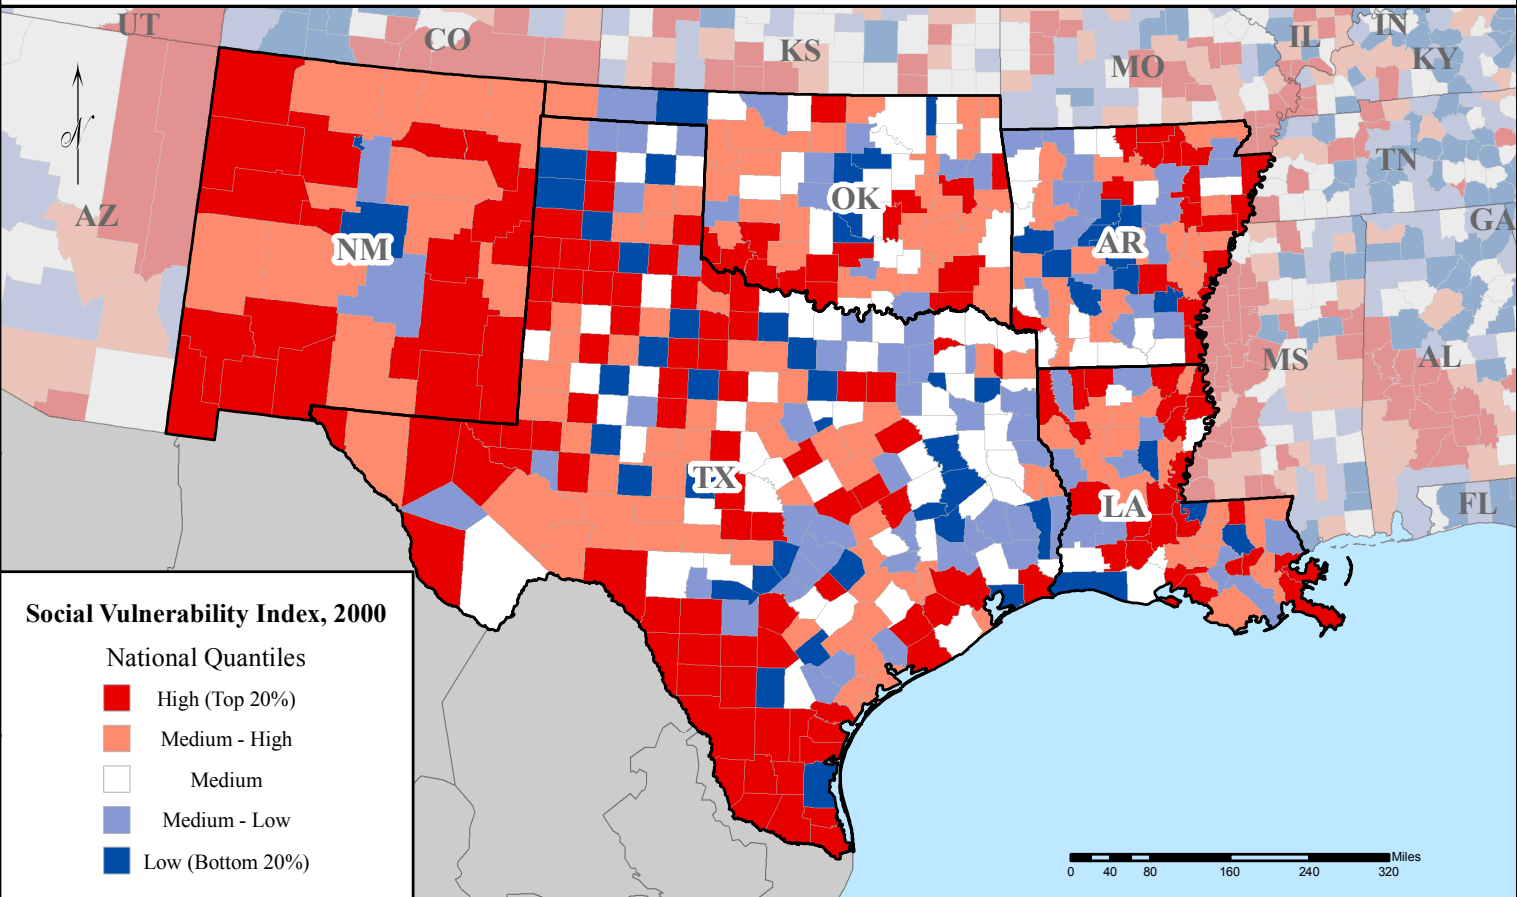 UT
CO
KS
MO
IL
IN
KY
N
AZ
NM
OK
AR
TN
GA
MS
AL
TX
LA
FL
Social Vulnerability Index, 2000
National Quantiles
High (Top 20%)
Medium - High
Medium
Medium - Low
Low (Bottom 20%)
Miles
0 40 80 160 240 320